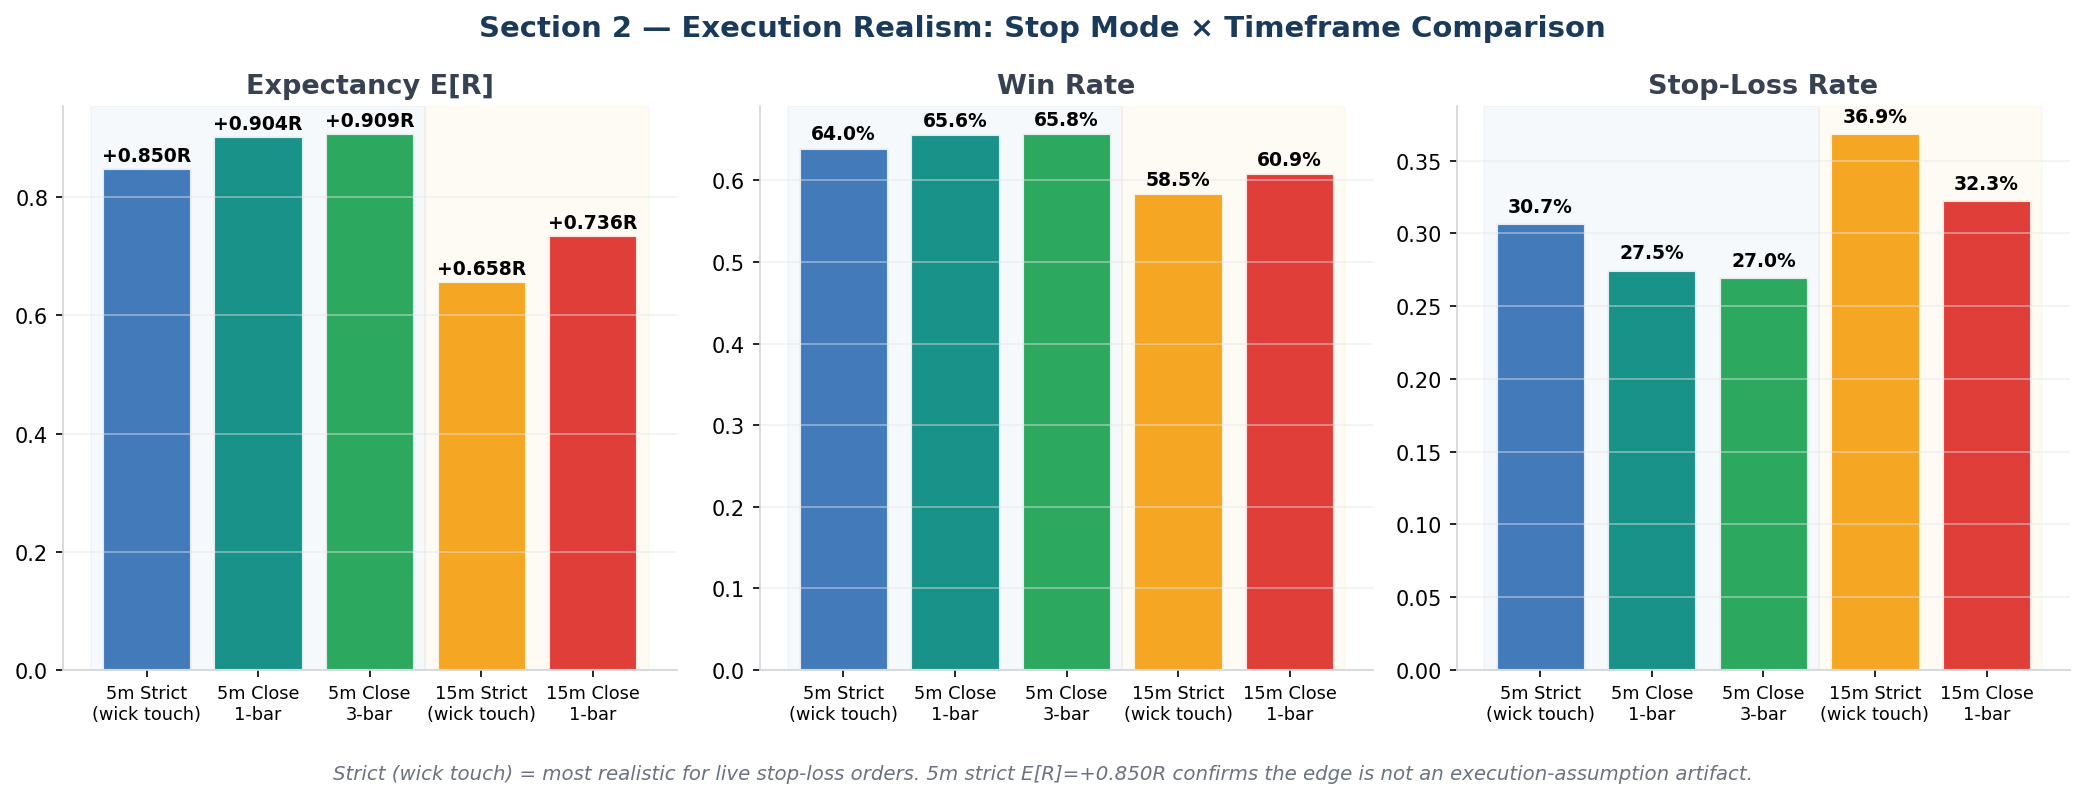 Section 2 — Execution Realism: Stop Mode × Timeframe Comparison
Expectancy E[R]
+0.850R
+0.904R
+0.909R
+0.658R
+0.736R
0.8
0.6
0.4
0.2
0.0
5m Strict
(wick touch)
5m Close
1-bar
5m Close
3-bar
15m Strict
(wick touch)
15m Close
1-bar
Win Rate
64.0%
65.6%
65.8%
58.5%
60.9%
0.6
0.5
0.4
0.3
0.2
0.1
0.0
5m Strict
(wick touch)
5m Close
1-bar
5m Close
3-bar
15m Strict
(wick touch)
15m Close
1-bar
Stop-Loss Rate
30.7%
27.5%
27.0%
36.9%
32.3%
0.35
0.30
0.25
0.20
0.15
0.10
0.05
0.00
5m Strict
(wick touch)
5m Close
1-bar
5m Close
3-bar
15m Strict
(wick touch)
15m Close
1-bar
Strict (wick touch) = most realistic for live stop-loss orders. 5m strict E[R]=+0.850R confirms the edge is not an execution-assumption artifact.